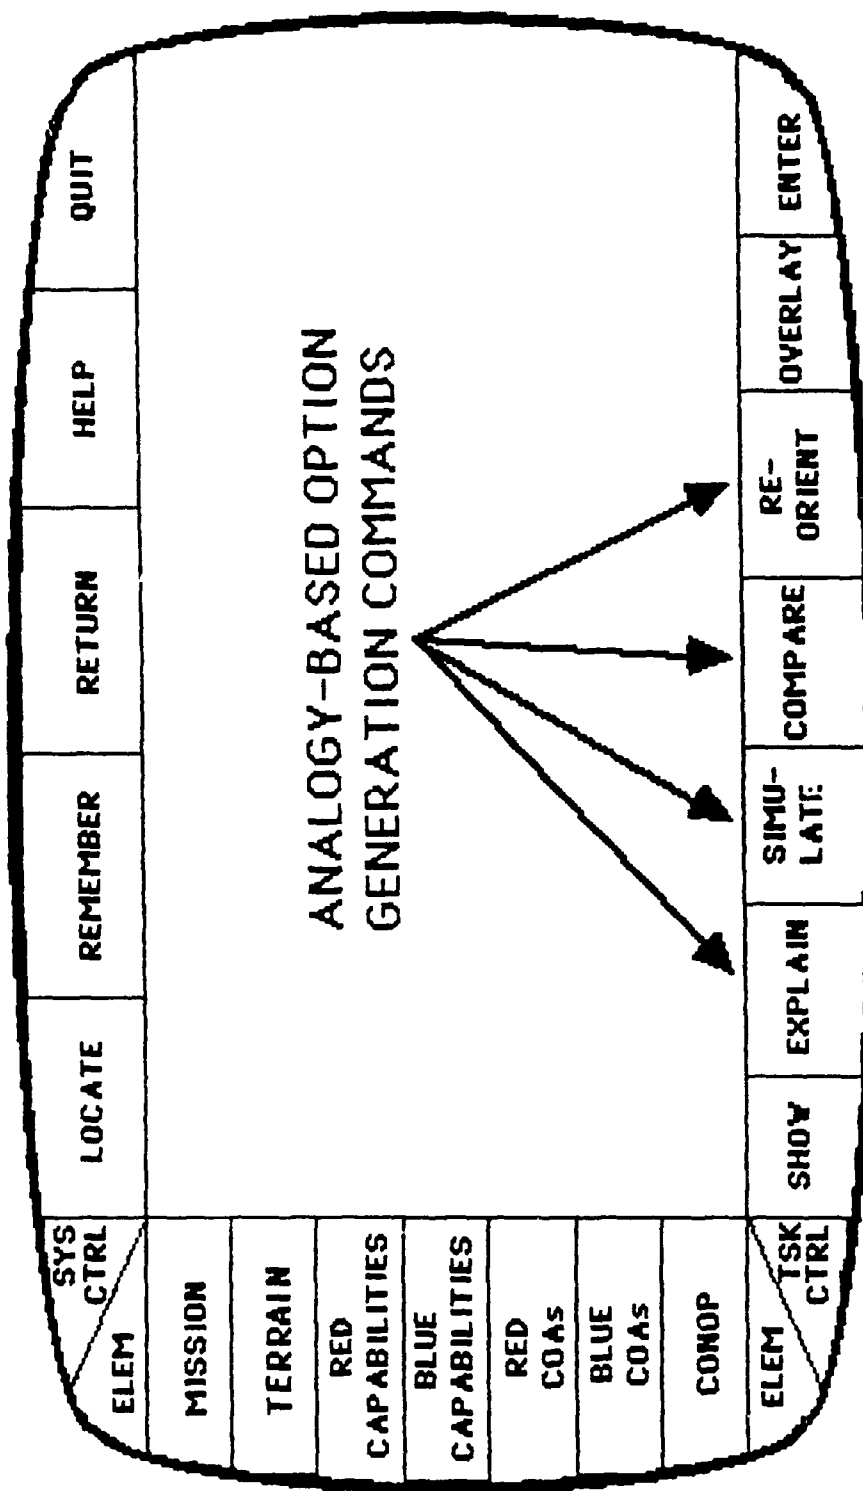 SYS
CTRL
LOCATE
REMEMBER
RETURN
HELP
QUIT
ELEM
MISSION
TERRAIN
RED
CAPABILITIES
BLUE
CAPABILITIES
RED
COAs
BLUE
COAs
CONOP
ELEM
ANALOGY-BASED OPTION
GENERATION COMMANDS
TSK
CTRL
SHOW
EXPLAIN
SIMU-
LATE
COMPARE
RE-
ORIENT
OVERLAY
ENTER